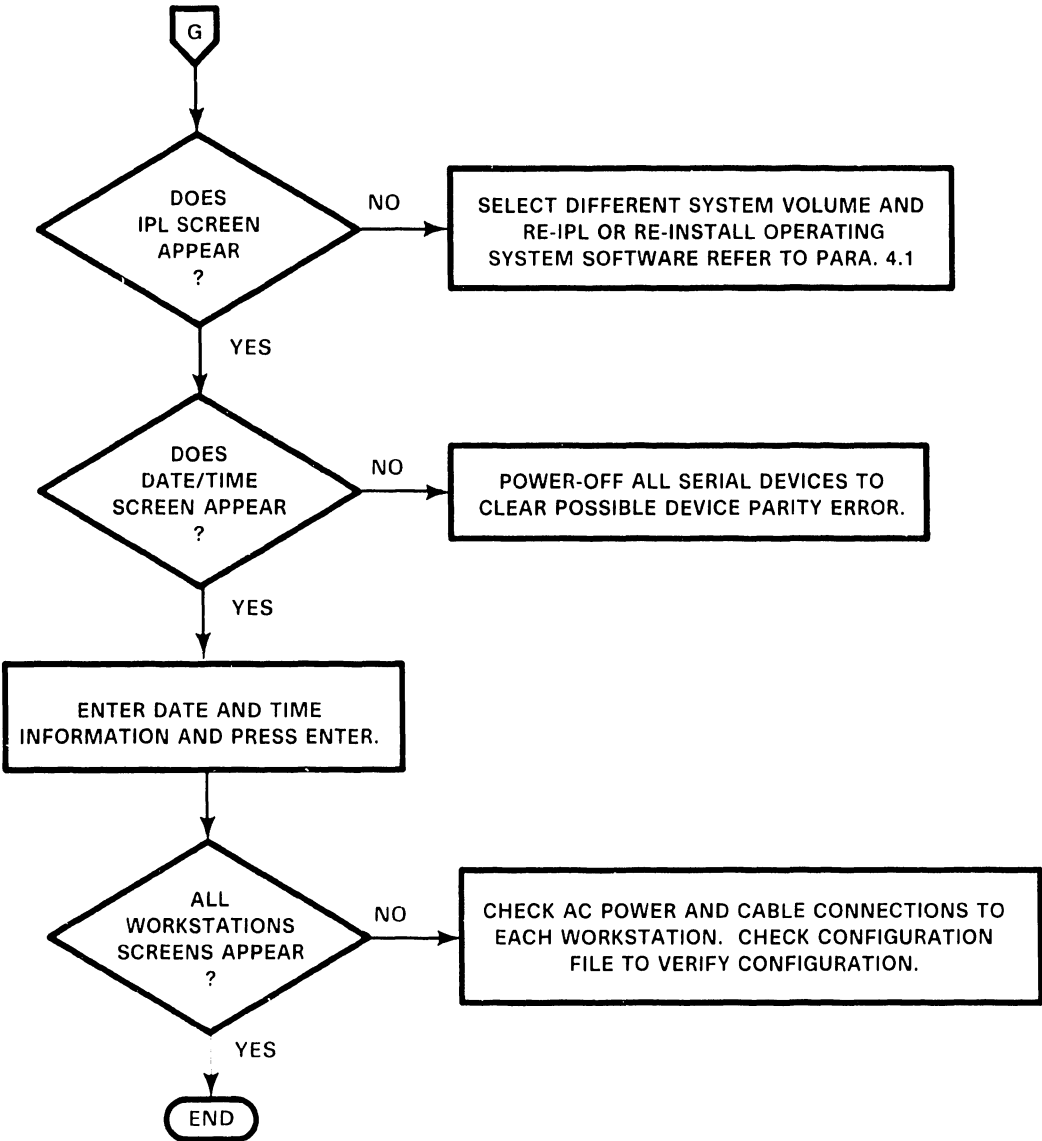 G
DOES
IPL SCREEN
APPEAR
?
NO
SELECT DIFFERENT SYSTEM VOLUME AND
RE-IPL OR RE-INSTALL OPERATING
SYSTEM SOFTWARE REFER TO PARA. 4.1
YES
DOES
DATE/TIME
SCREEN APPEAR
?
NO
POWER-OFF ALL SERIAL DEVICES TO
CLEAR POSSIBLE DEVICE PARITY ERROR.
YES
ENTER DATE AND TIME
INFORMATION AND PRESS ENTER.
ALL
WORKSTATIONS
SCREENS APPEAR
?
NO
CHECK AC POWER AND CABLE CONNECTIONS TO
EACH WORKSTATION. CHECK CONFIGURATION
FILE TO VERIFY CONFIGURATION.
YES
END